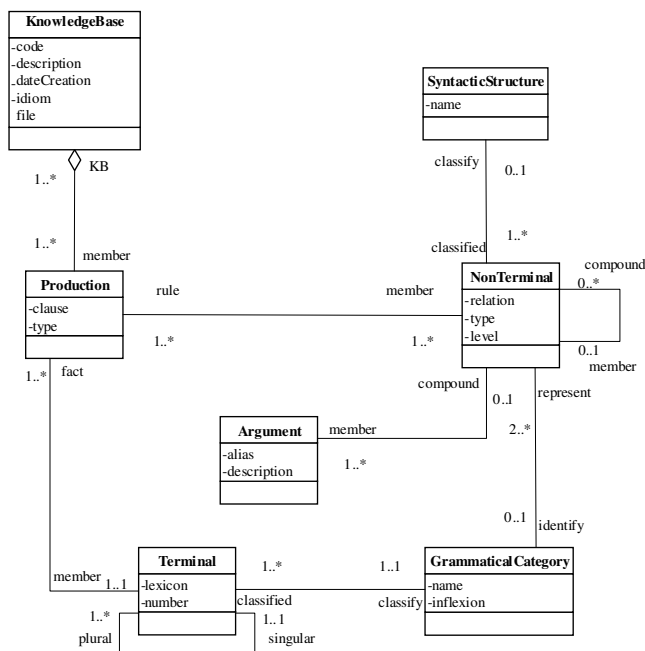 KnowledgeBase
-code
-description
-dateCreation
-idiom
file
SyntacticStructure
-name
KB
1..*
classify
0..1
1..*
member
1..*
classified
Production
-clause
-type
rule
member
1..*
1..*
NonTerminal
-relation
-type
-level
compound
0..*
0..1
member
fact
1..*
compound
0..1
represent
2..*
Argument
-alias
-description
member
1..*
0..1
identify
Terminal
-lexicon
-number
member
1..1
1..*
classified
1..1
classify
GrammaticalCategory
-name
-inflexion
1..*
plural
1..1
singular